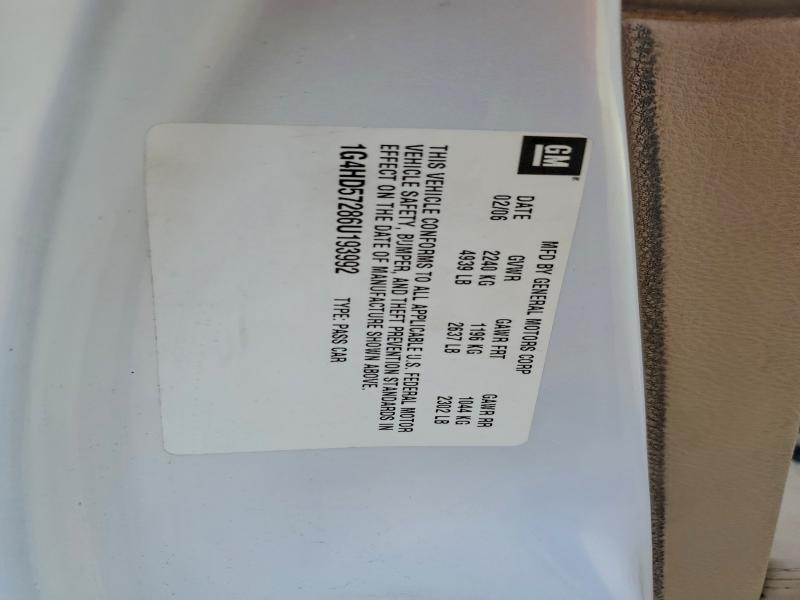 GM
MFD BY GENERAL MOTORS CORP
DATE GVWR GAWR FRT GAWR RR
02/06 2240 KG 1196 KG 1044 KG
4939 LB 2637 LB 2302 LB
THIS VEHICLE CONFORMS TO ALL APPLICABLE U.S. FEDERAL MOTOR
VEHICLE SAFETY, BUMPER, AND THEFT PREVENTION STANDARDS IN
EFFECT ON THE DATE OF MANUFACTURE SHOWN ABOVE.
1G4HD57286U193992 TYPE: PASS CAR